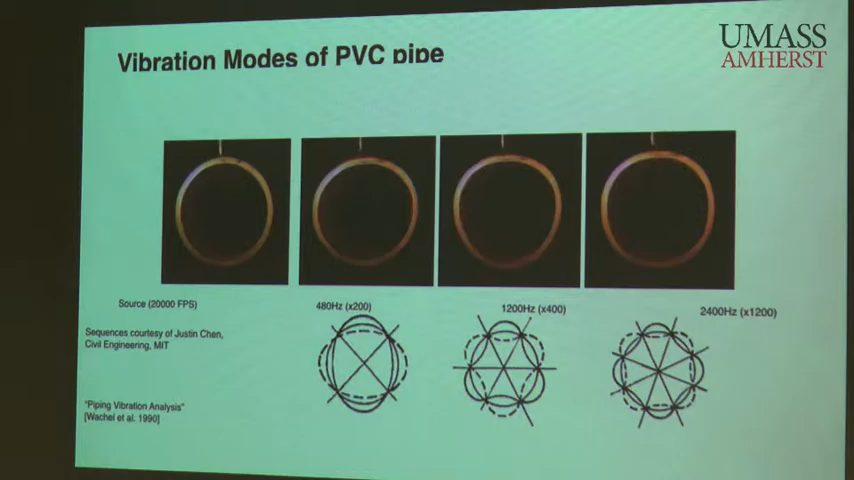 Vibration Modes of PVC pipe
UMASS
AMHERST
Source (20000 FPS)
480Hz (x200)
1200Hz (x400)
2400Hz (x1200)
Sequences courtesy of Justin Chen,
Civil Engineering, MIT
"Piping Vibration Analysis"
[Wachel et al. 1990]